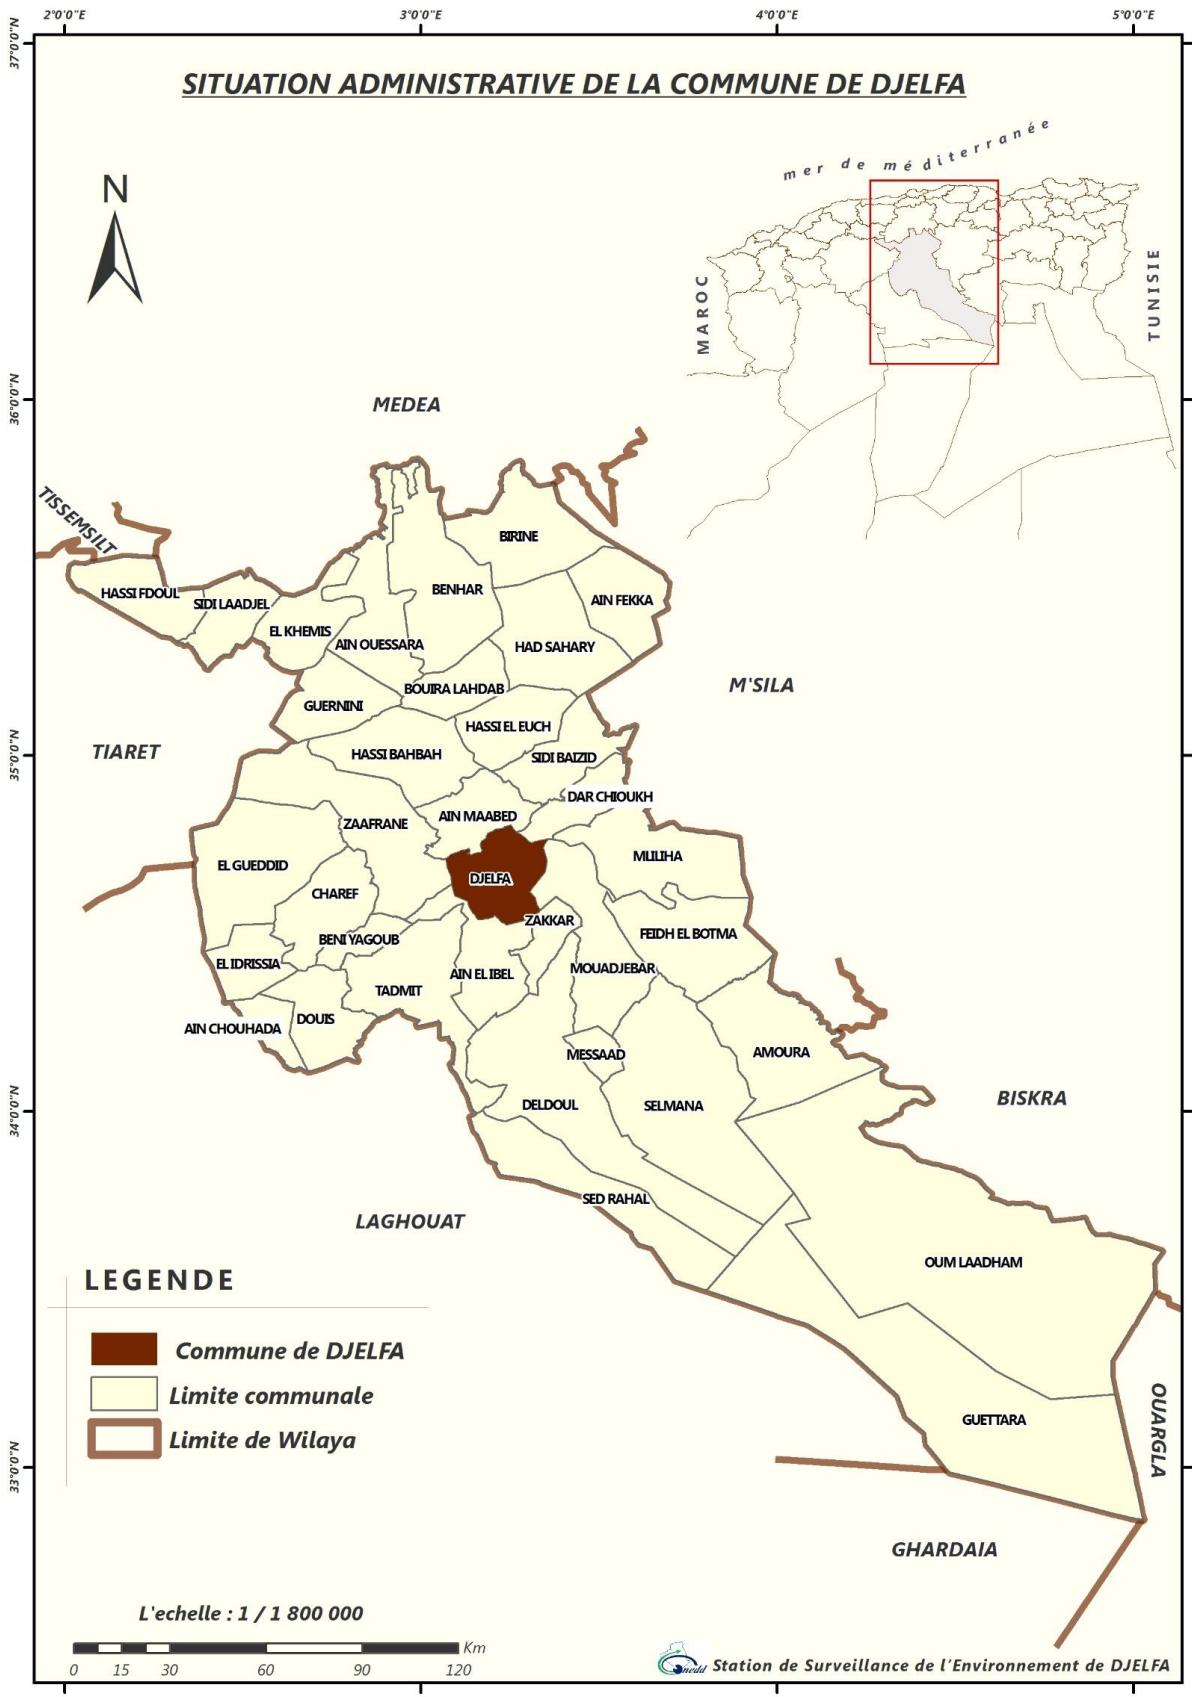 2°0'0"E
3°0'0"E
4°0'0"E
5°0'0"E
37°0'0"N
36°0'0"N
35°0'0"N
34°0'0"N
33°0'0"N
SITUATION ADMINISTRATIVE DE LA COMMUNE DE DJELFA
N
mer de méditerranée
MAROC
TUNISIE
MEDEA
TISSEMSILT
BIRINE
HASSI FDOUL
SIDI LAADJEL
BENHAR
AIN FEKKA
EL KHEMIS
AIN OUESSARA
HAD SAHARY
M'SILA
BOUIRA LAHDAB
GUERNINI
HASSI EL EUCH
TIARET
HASSI BAHBAH
SIDI BAIZID
DAR CHIOUKH
ZAAFRANE
AIN MAABED
EL GUEDDID
MLILIHA
DJELFA
CHAREF
ZAKKAR
BENI YAGOUB
FEIDH EL BOTMA
EL IDRISSIA
AIN EL IBEL
MOUADJEBAR
TADMIT
AIN CHOUHADA
DOUIS
MESSAAD
AMOURA
DELDOUL
SELMANA
BISKRA
SED RAHAL
LAGHOUAT
OUM LAADHAM
GUETTARA
OUARGLA
GHARDAIA
LEGENDE
Commune de DJELFA
Limite communale
Limite de Wilaya
L'echelle : 1 / 1 800 000
Km
0 15 30 60 90 120
onedd
Station de Surveillance de l'Environnement de DJELFA